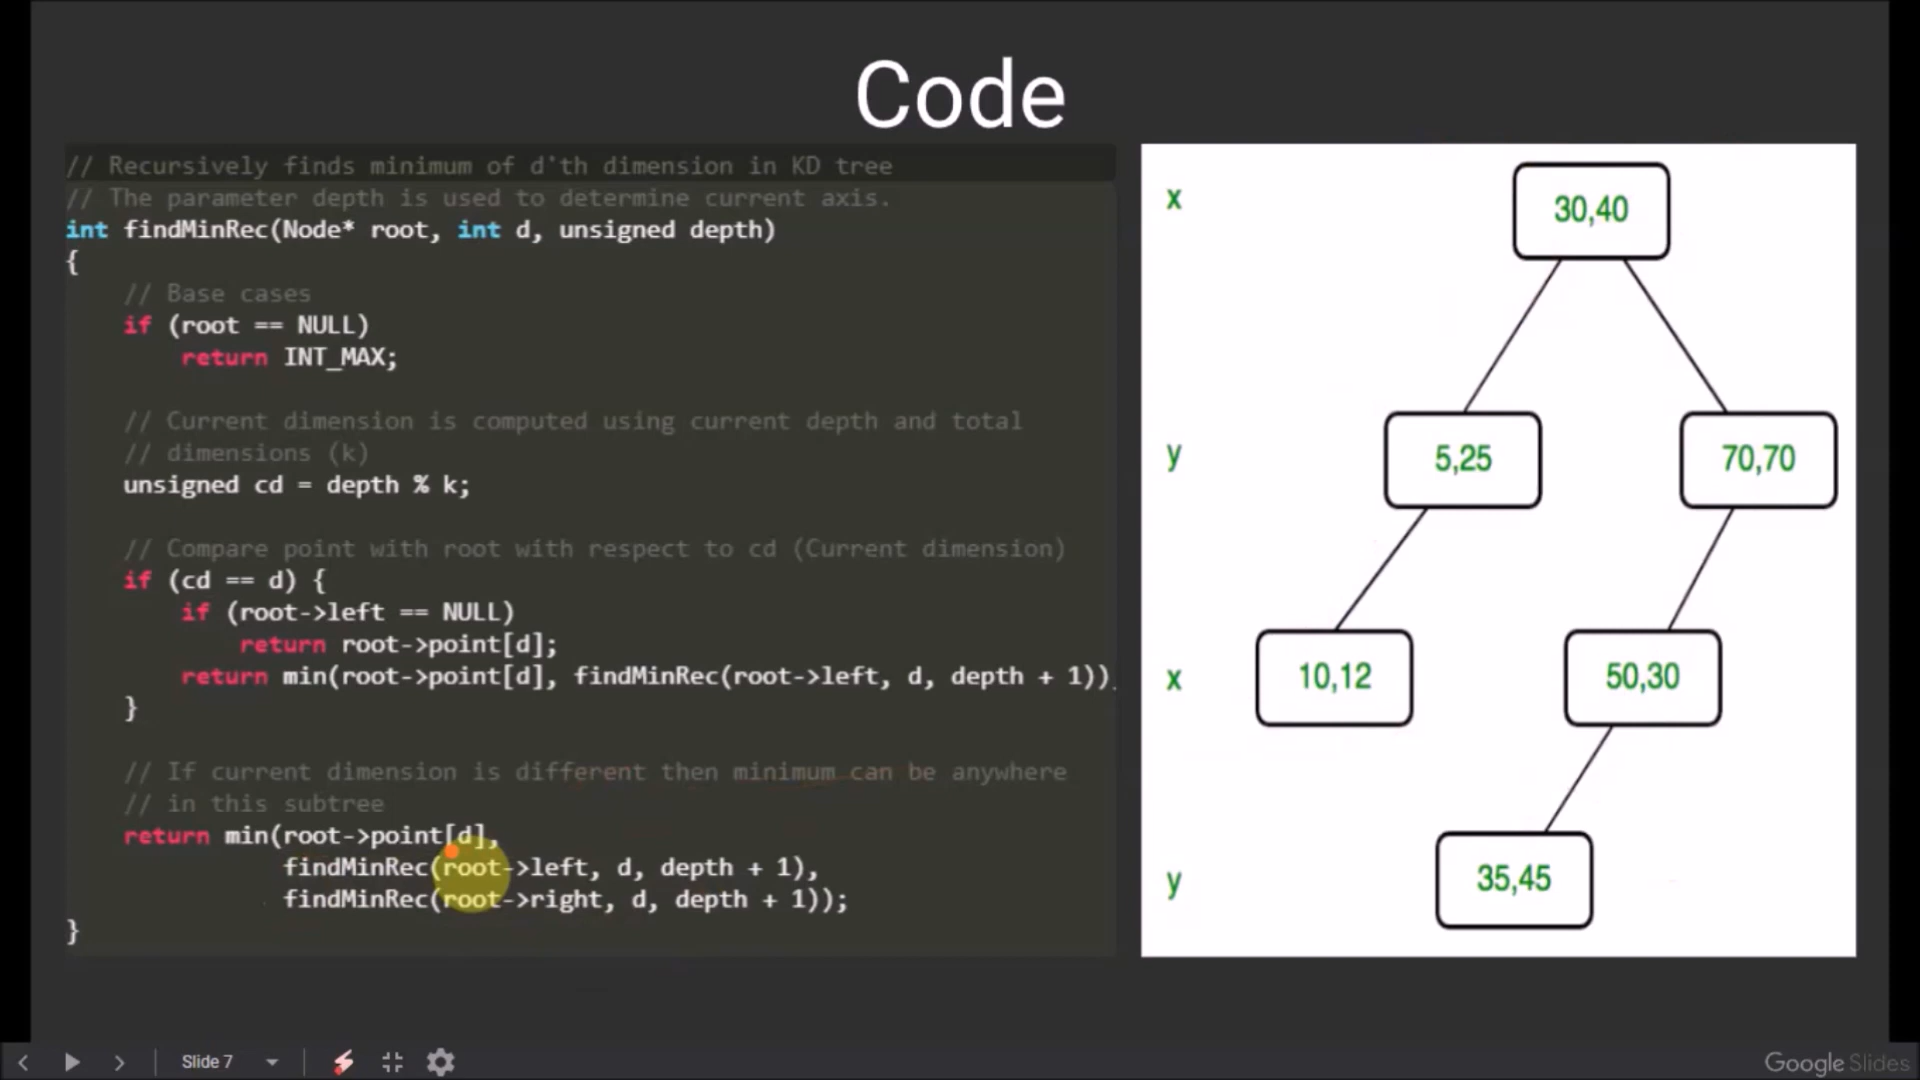 Code
// Recursively finds minimum of d'th dimension in KD tree
// The parameter depth is used to determine current axis.
int findMinRec(Node* root, int d, unsigned depth)
{
// Base cases
if (root == NULL)
return INT_MAX;
// Current dimension is computed using current depth and total
// dimensions (k)
unsigned cd = depth % k;
// Compare point with root with respect to cd (Current dimension)
if (cd == d) {
if (root->left == NULL)
return root->point[d];
return min(root->point[d], findMinRec(root->left, d, depth + 1))
}
// If current dimension is different then minimum can be anywhere
// in this subtree
return min(root->point[d],
findMinRec(root->left, d, depth + 1),
findMinRec(root->right, d, depth + 1));
}
x
30,40
y
5,25
70,70
x
10,12
50,30
y
35,45
Slide 7
Google Slides